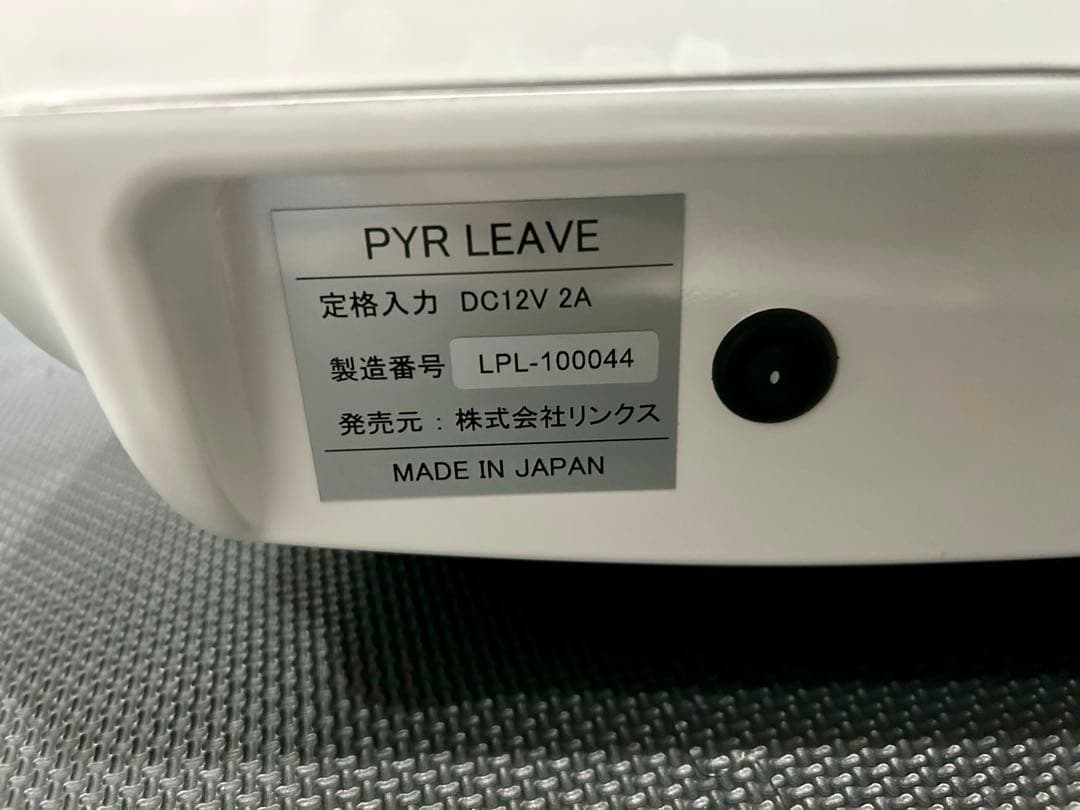 PYR LEAVE
定格入力 DC12V 2A
製造番号 LPL-100044
発売元：株式会社リンクス
MADE IN JAPAN